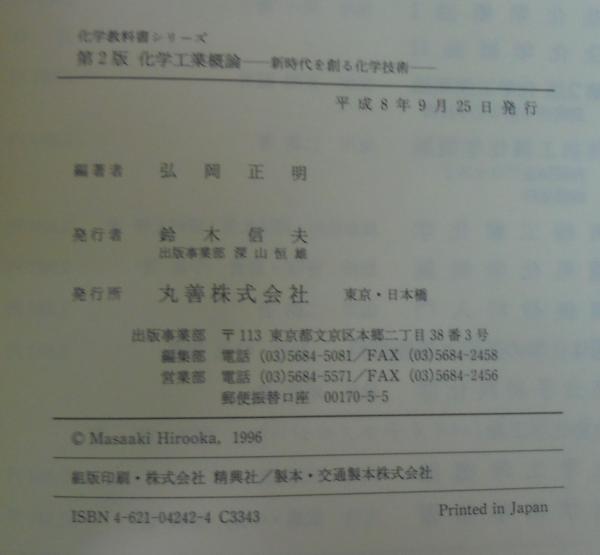 化学教科書シリーズ
第2版 化学工業概論――新時代を創る化学技術――
平成8年9月25日発行
編著者 弘岡正明
発行者 鈴木信夫
出版事業部 深山恒雄
発行所 丸善株式会社 東京・日本橋
出版事業部 〒113 東京都文京区本郷二丁目38番3号
編集部 電話 (03)5684-5081/FAX (03)5684-2458
営業部 電話 (03)5684-5571/FAX (03)5684-2456
郵便振替口座 00170-5-5
© Masaaki Hirooka, 1996
組版印刷・株式会社 精興社/製本・交通製本株式会社
ISBN 4-621-04242-4 C3343
Printed in Japan